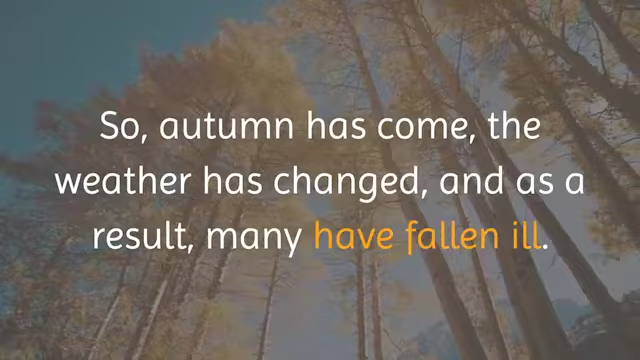 So, autumn has come, the
weather has changed, and as a
result, many have fallen ill.